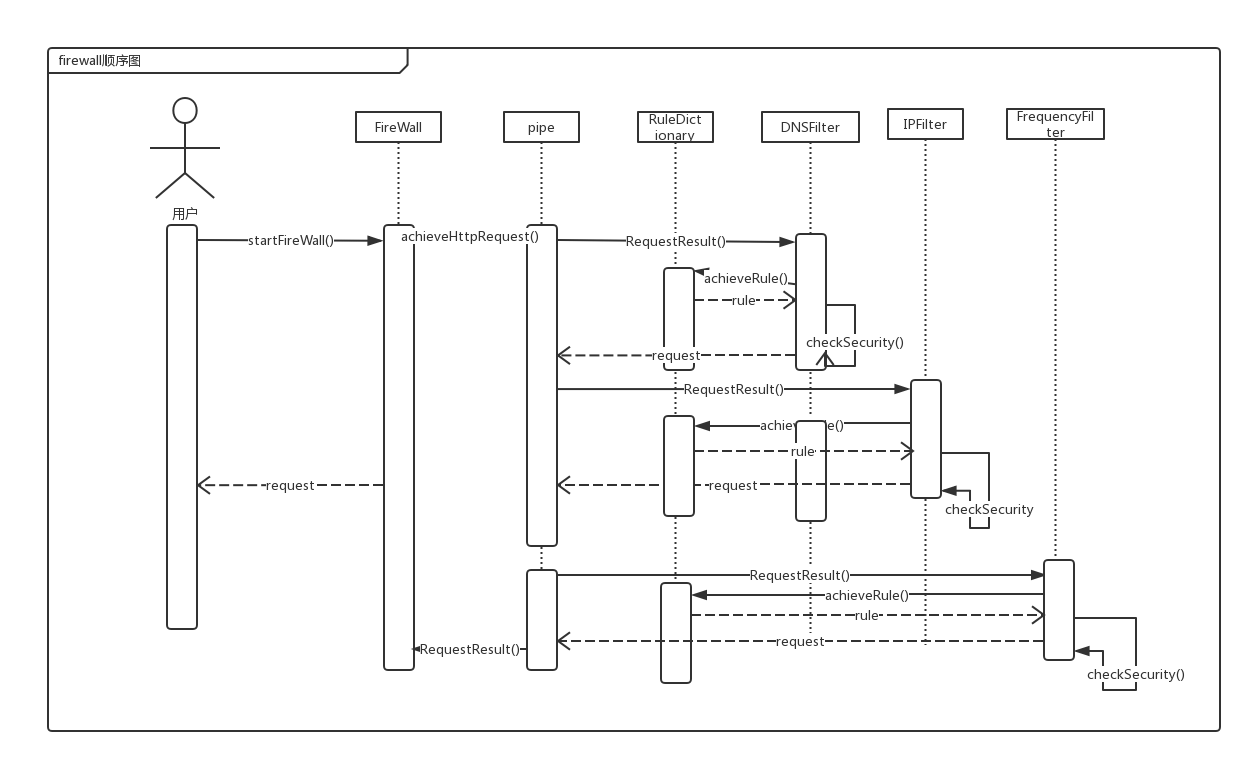 firewall顺序图
FireWall
pipe
RuleDict
ionary
DNSFilter
IPFilter
FrequencyFil
ter
用户
startFireWall()
achieveHttpRequest()
RequestResult()
achieveRule()
rule
checkSecurity()
request
RequestResult()
achiev
e()
rule
request
request
checkSecurity
RequestResult()
achieveRule()
rule
request
RequestResult()
checkSecurity()